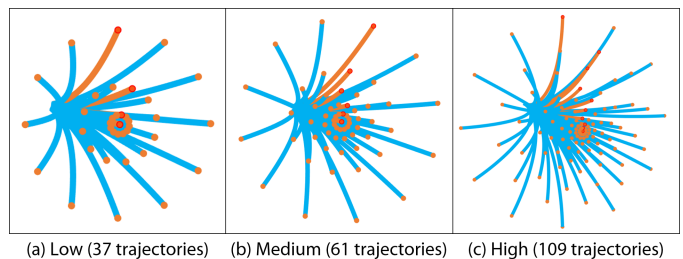 (a) Low (37 trajectories)
(b) Medium (61 trajectories)
(c) High (109 trajectories)